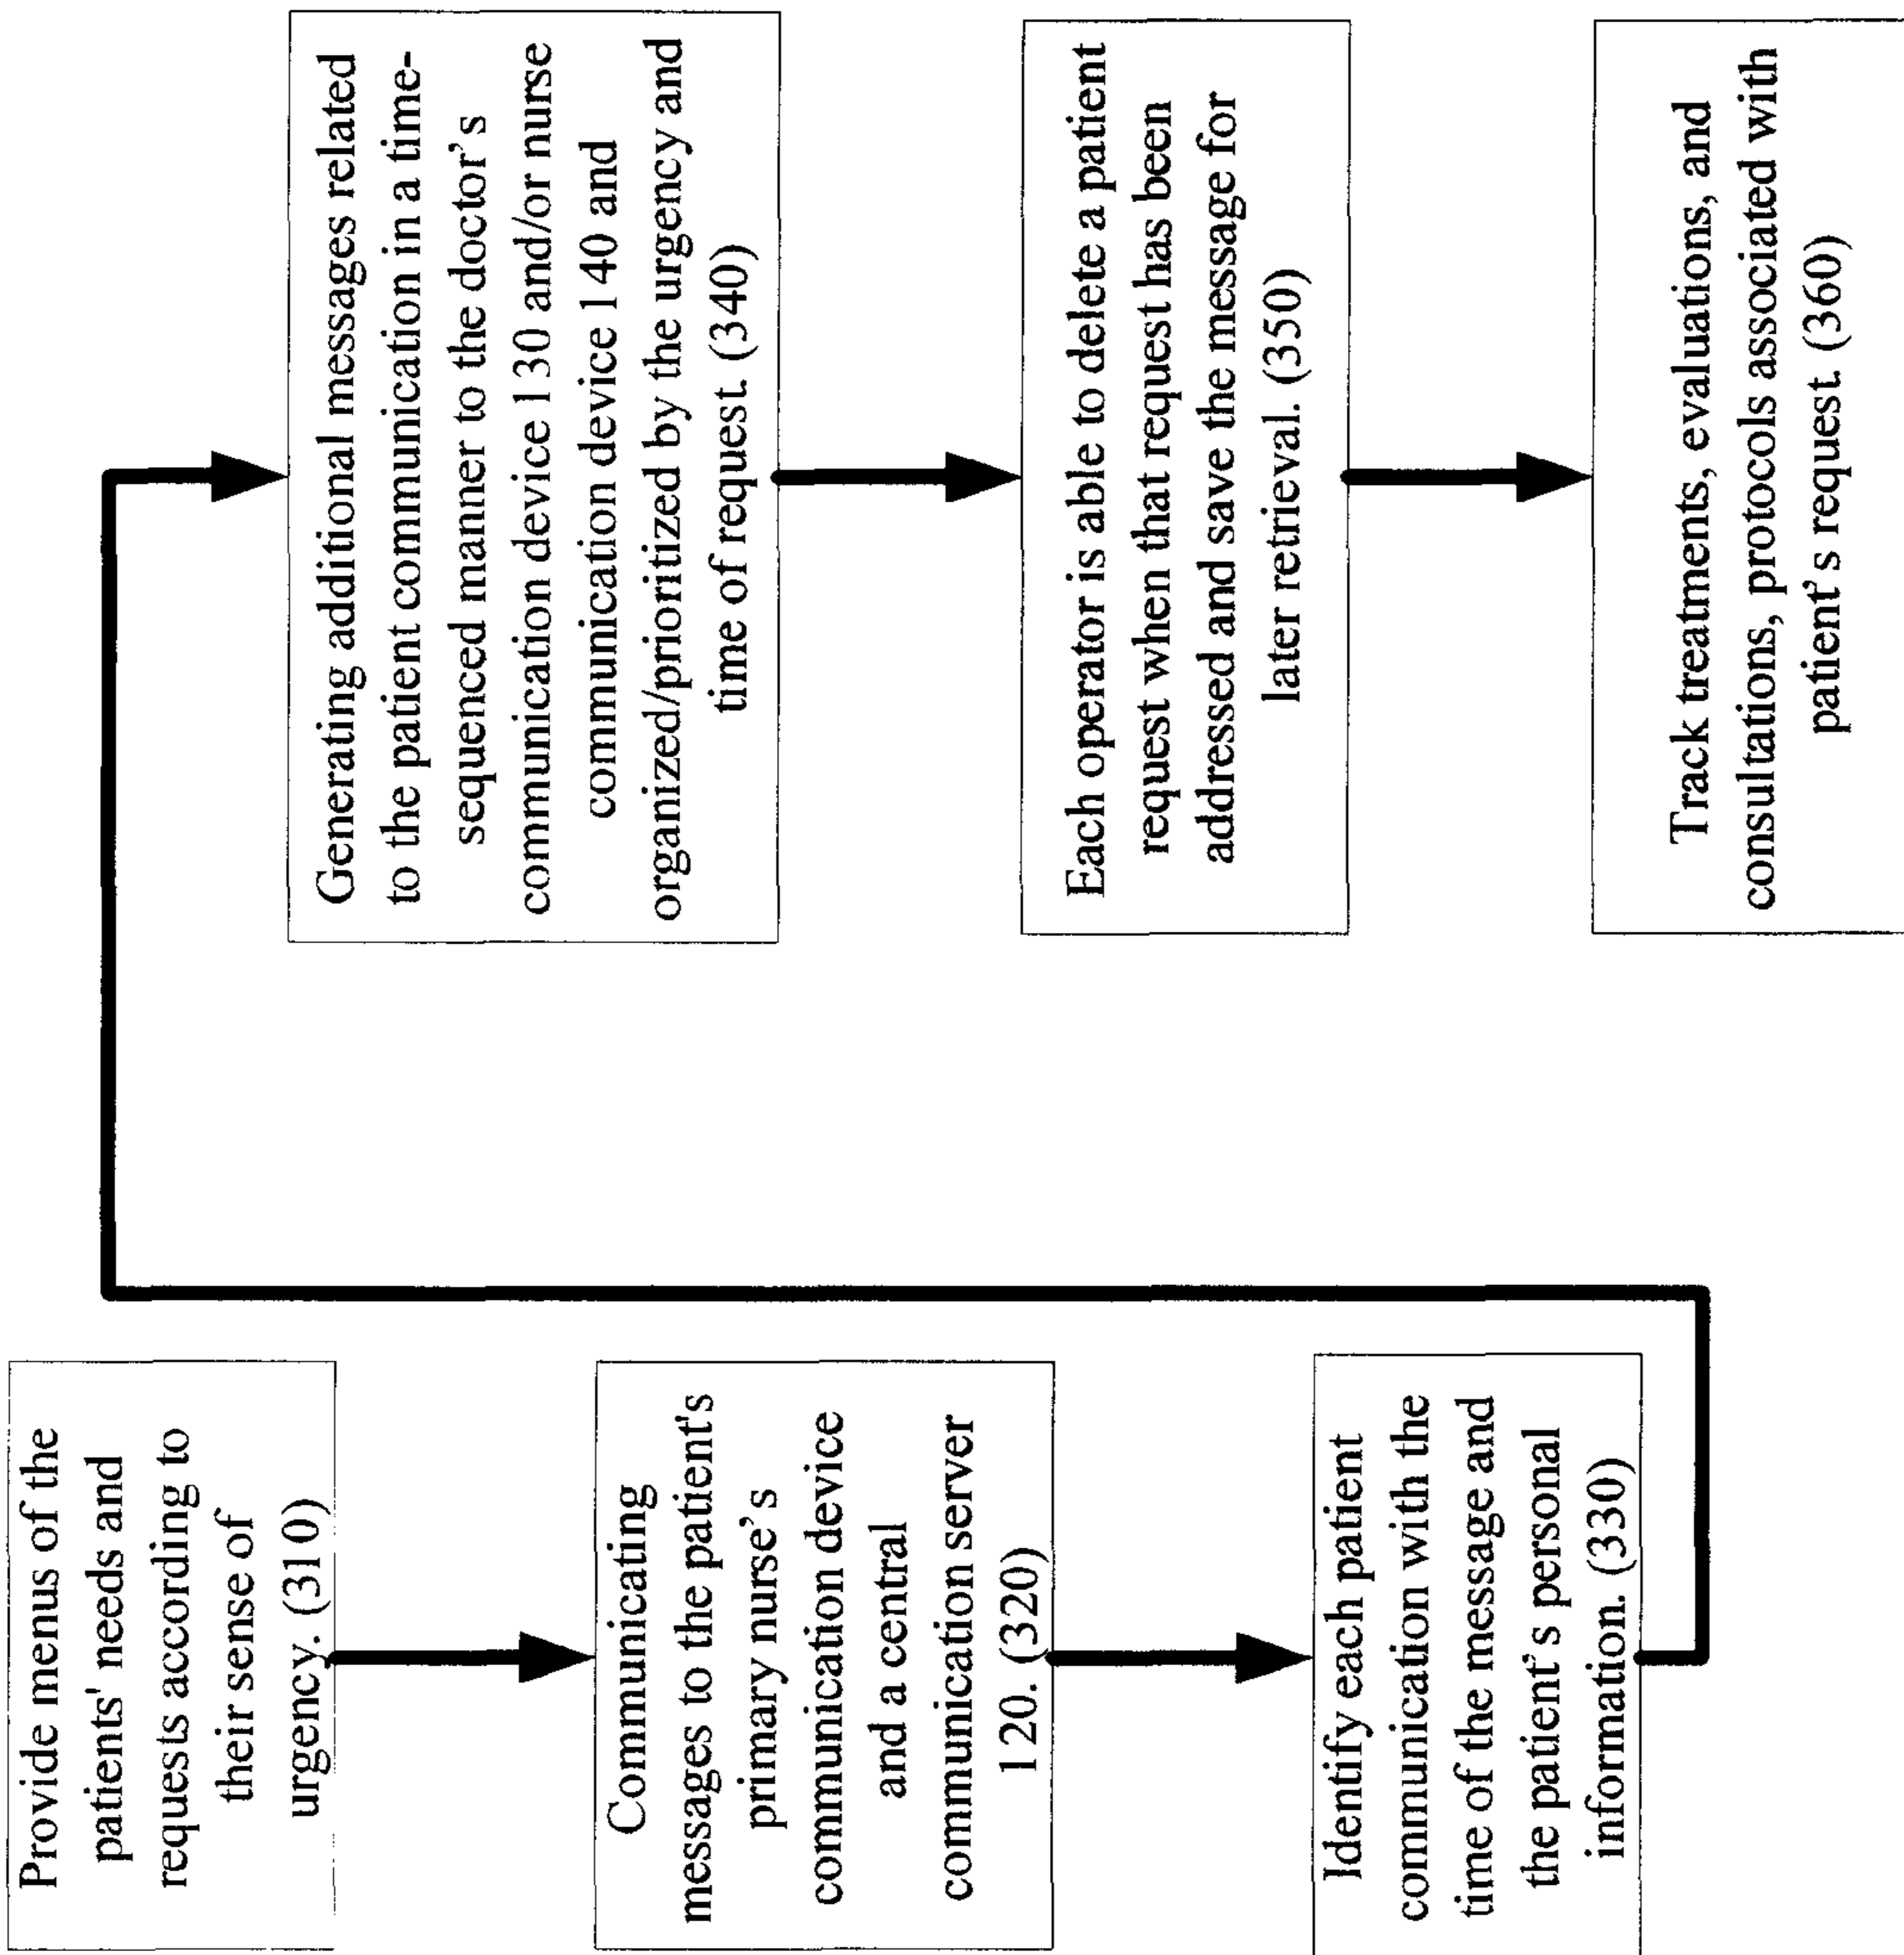 Provide menus of the
patients' needs and
requests according to
their sense of
urgency. (310)
Communicating
messages to the patient's
primary nurse's
communication device
and a central
communication server
120. (320)
Identify each patient
communication with the
time of the message and
the patient's personal
information. (330)
Generating additional messages related
to the patient communication in a time-
sequenced manner to the doctor's
communication device 130 and/or nurse
communication device 140 and
organized/prioritized by the urgency and
time of request. (340)
Each operator is able to delete a patient
request when that request has been
addressed and save the message for
later retrieval. (350)
Track treatments, evaluations, and
consultations, protocols associated with
patient's request. (360)